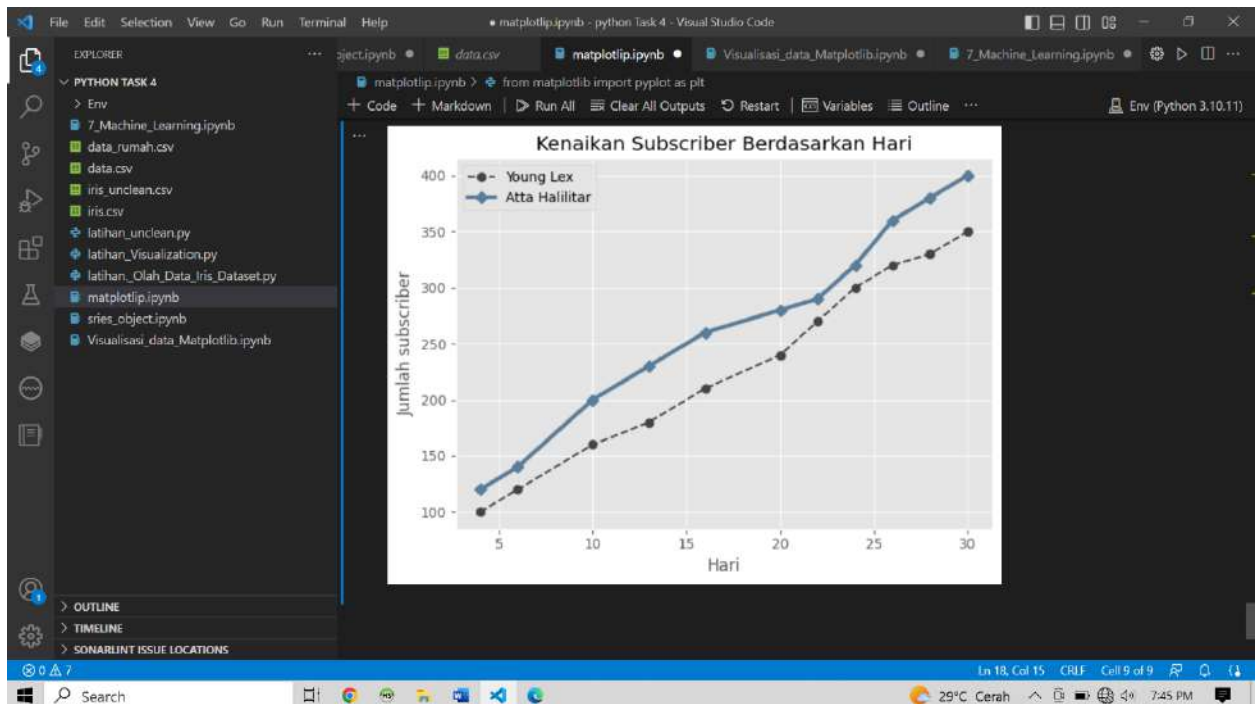 File Edit Selection View Go Run Terminal Help
● matplotlip.ipynb - python Task 4 - Visual Studio Code
EXPLORER
PYTHON TASK 4
> Env
7_Machine_Learning.ipynb
data_rumah.csv
data.csv
iris_unclean.csv
iris.csv
latihan_unclean.py
latihan_Visualization.py
latihan._Olah_Data_Iris_Dataset.py
matplotlip.ipynb
sries_object.ipynb
Visualisasi_data_Matplotlib.ipynb
> OUTLINE
> TIMELINE
> SONARLINT ISSUE LOCATIONS
oject.ipynb ● data.csv matplotlip.ipynb ● Visualisasi_data_Matplotlib.ipynb ● 7_Machine_Learning.ipynb ●
matplotlip.ipynb > from matplotlib import pyplot as plt
+ Code + Markdown | Run All Clear All Outputs Restart | Variables Outline ... Env (Python 3.10.11)
Kenaikan Subscriber Berdasarkan Hari
Young Lex
Atta Halilitar
Jumlah subscriber
400
350
300
250
200
150
100
5 10 15 20 25 30
Hari
4
1
0 7
Ln 18, Col 15 CRLF Cell 9 of 9
Search
29°C Cerah 7:45 PM